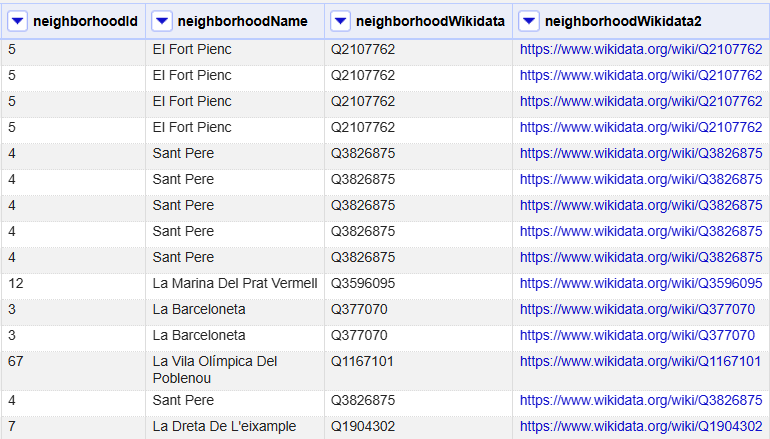 neighborhoodId neighborhoodName neighborhoodWikidata neighborhoodWikidata2
5 El Fort Pienc Q2107762 https://www.wikidata.org/wiki/Q2107762
5 El Fort Pienc Q2107762 https://www.wikidata.org/wiki/Q2107762
5 El Fort Pienc Q2107762 https://www.wikidata.org/wiki/Q2107762
5 El Fort Pienc Q2107762 https://www.wikidata.org/wiki/Q2107762
4 Sant Pere Q3826875 https://www.wikidata.org/wiki/Q3826875
4 Sant Pere Q3826875 https://www.wikidata.org/wiki/Q3826875
4 Sant Pere Q3826875 https://www.wikidata.org/wiki/Q3826875
4 Sant Pere Q3826875 https://www.wikidata.org/wiki/Q3826875
4 Sant Pere Q3826875 https://www.wikidata.org/wiki/Q3826875
12 La Marina Del Prat Vermell Q3596095 https://www.wikidata.org/wiki/Q3596095
3 La Barceloneta Q377070 https://www.wikidata.org/wiki/Q377070
3 La Barceloneta Q377070 https://www.wikidata.org/wiki/Q377070
67 La Vila Olímpica Del Q1167101 https://www.wikidata.org/wiki/Q1167101
Poblenou
4 Sant Pere Q3826875 https://www.wikidata.org/wiki/Q3826875
7 La Dreta De L'eixample Q1904302 https://www.wikidata.org/wiki/Q1904302